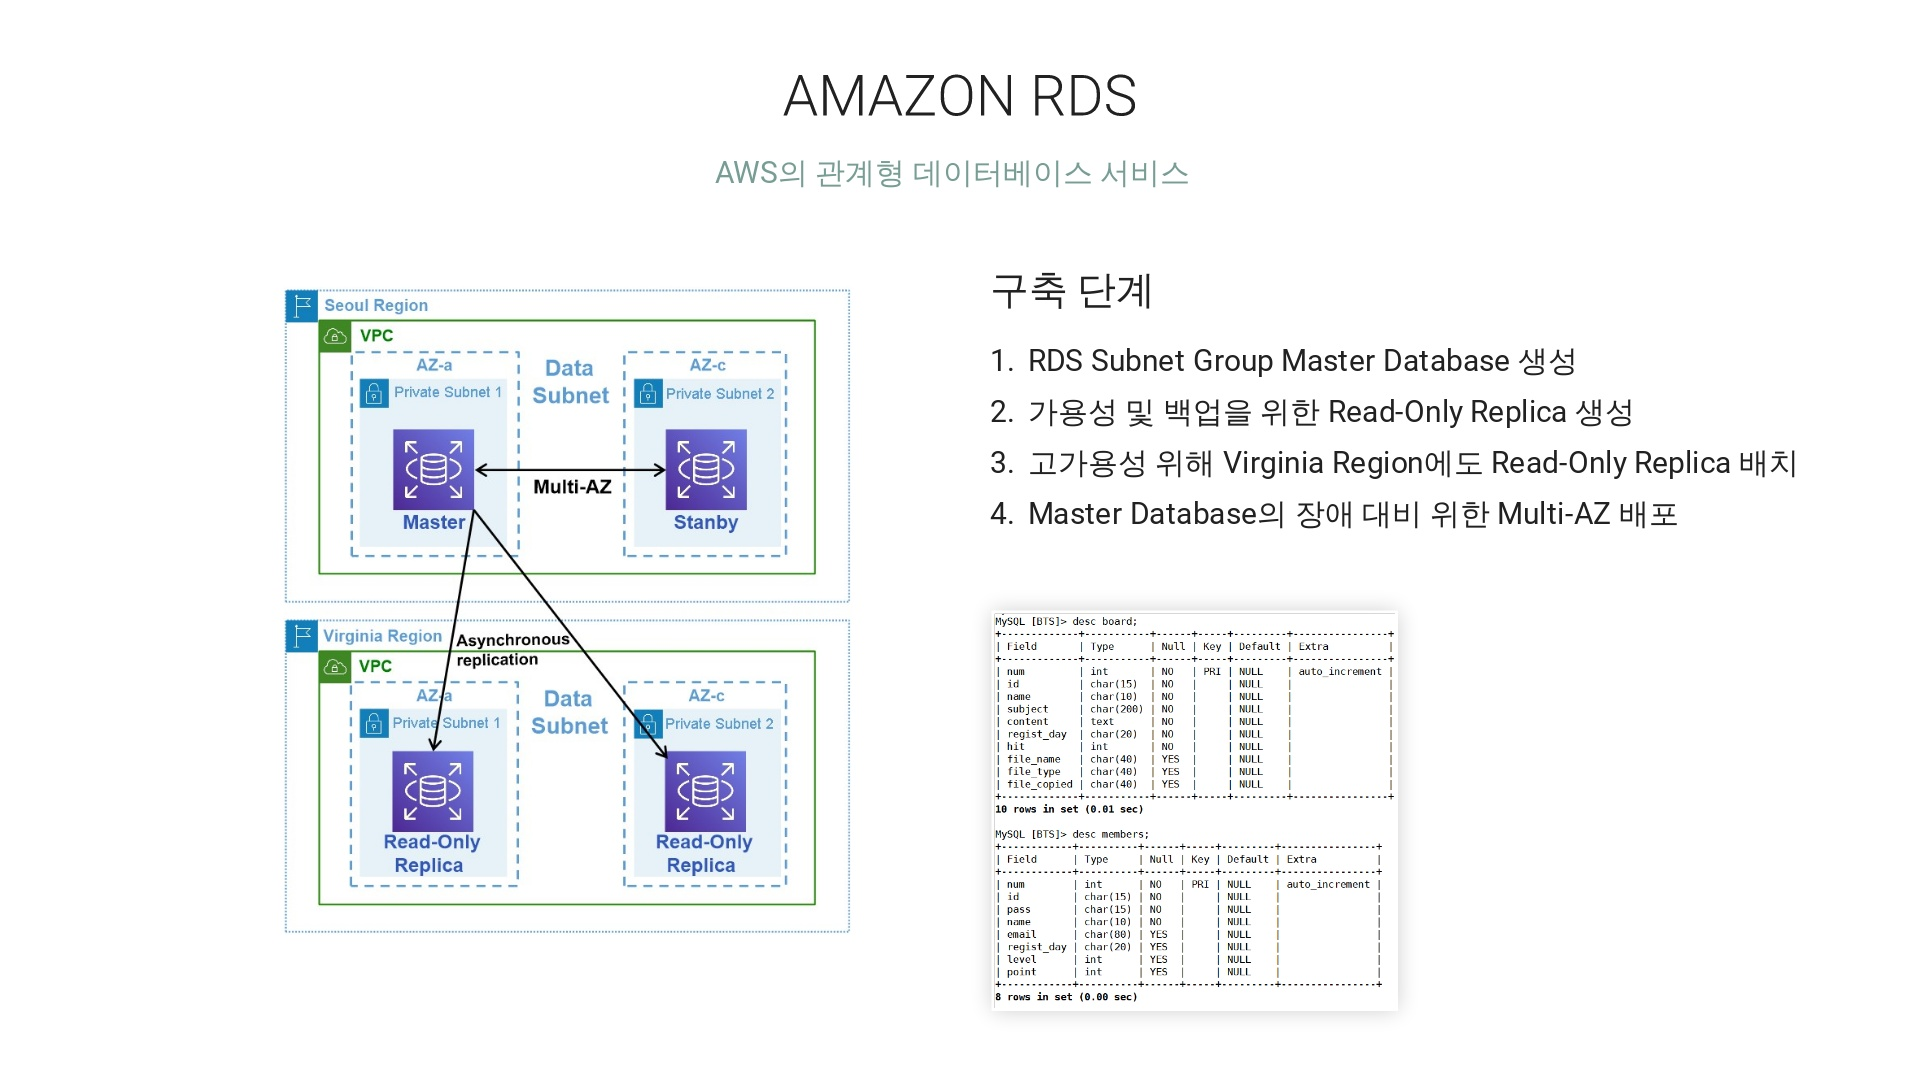 AMAZON RDS
AWS의 관계형 데이터베이스 서비스
Seoul Region
VPC
AZ-a
Data
Subnet
AZ-c
Private Subnet 1
Private Subnet 2
Multi-AZ
Master
Stanby
Virginia Region
Asynchronous
replication
VPC
AZ-a
Data
Subnet
AZ-c
Private Subnet 1
Private Subnet 2
Read-Only
Replica
Read-Only
Replica
구축 단계
1. RDS Subnet Group Master Database 생성
2. 가용성 및 백업을 위한 Read-Only Replica 생성
3. 고가용성 위해 Virginia Region에도 Read-Only Replica 배치
4. Master Database의 장애 대비 위한 Multi-AZ 배포
MySQL [BTS]> desc board;
+-------------+-----------+------+-----+---------+----------------+
| Field | Type | Null | Key | Default | Extra |
+-------------+-----------+------+-----+---------+----------------+
| num | int | NO | PRI | NULL | auto_increment |
| id | char(15) | NO | | NULL | |
| name | char(10) | NO | | NULL | |
| subject | char(200) | NO | | NULL | |
| content | text | NO | | NULL | |
| regist_day | char(20) | NO | | NULL | |
| hit | int | NO | | NULL | |
| file_name | char(40) | YES | | NULL | |
| file_type | char(40) | YES | | NULL | |
| file_copied | char(40) | YES | | NULL | |
+-------------+-----------+------+-----+---------+----------------+
10 rows in set (0.01 sec)
MySQL [BTS]> desc members;
+------------+----------+------+-----+---------+----------------+
| Field | Type | Null | Key | Default | Extra |
+------------+----------+------+-----+---------+----------------+
| num | int | NO | PRI | NULL | auto_increment |
| id | char(15) | NO | | NULL | |
| pass | char(15) | NO | | NULL | |
| name | char(10) | NO | | NULL | |
| email | char(80) | YES | | NULL | |
| regist_day | char(20) | YES | | NULL | |
| level | int | YES | | NULL | |
| point | int | YES | | NULL | |
+------------+----------+------+-----+---------+----------------+
8 rows in set (0.00 sec)